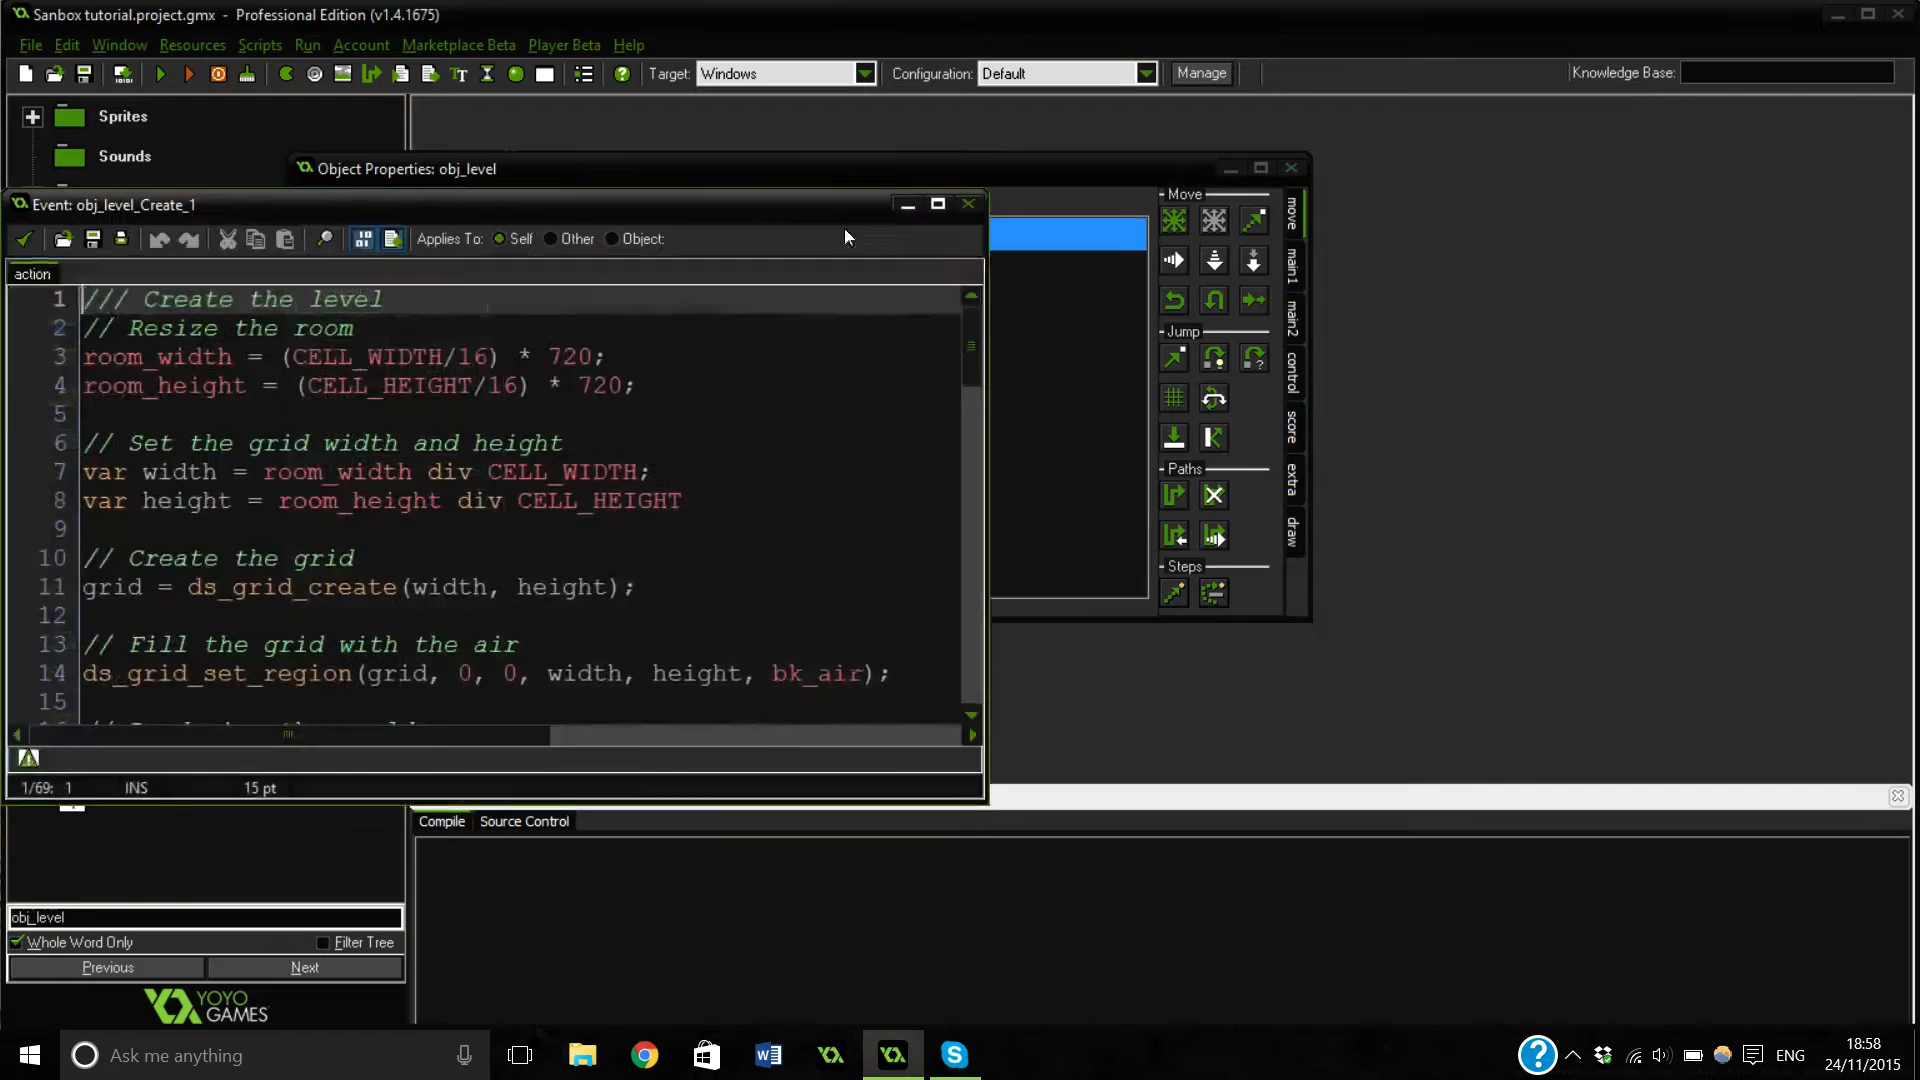 Sanbox tutorial.project.gmx - Professional Edition (v1.4.1675)
File Edit Window Resources Scripts Run Account Marketplace Beta Player Beta Help
Target: Windows Configuration: Default Manage Knowledge Base:
Sprites
Sounds
Object Properties: obj_level
Event: obj_level_Create_1
Applies To: Self Other Object:
action
1 /// Create the level
2 // Resize the room
3 room_width = (CELL_WIDTH/16) * 720;
4 room_height = (CELL_HEIGHT/16) * 720;
5
6 // Set the grid width and height
7 var width = room_width div CELL_WIDTH;
8 var height = room_height div CELL_HEIGHT
9
10 // Create the grid
11 grid = ds_grid_create(width, height);
12
13 // Fill the grid with the air
14 ds_grid_set_region(grid, 0, 0, width, height, bk_air);
15
1/69: 1 INS 15 pt
Move
Jump
Paths
Steps
move
main1
main2
control
score
extra
draw
Compile Source Control
obj_level
Whole Word Only Filter Tree
Previous Next
YOYO
GAMES
Ask me anything
ENG
18:58
24/11/2015